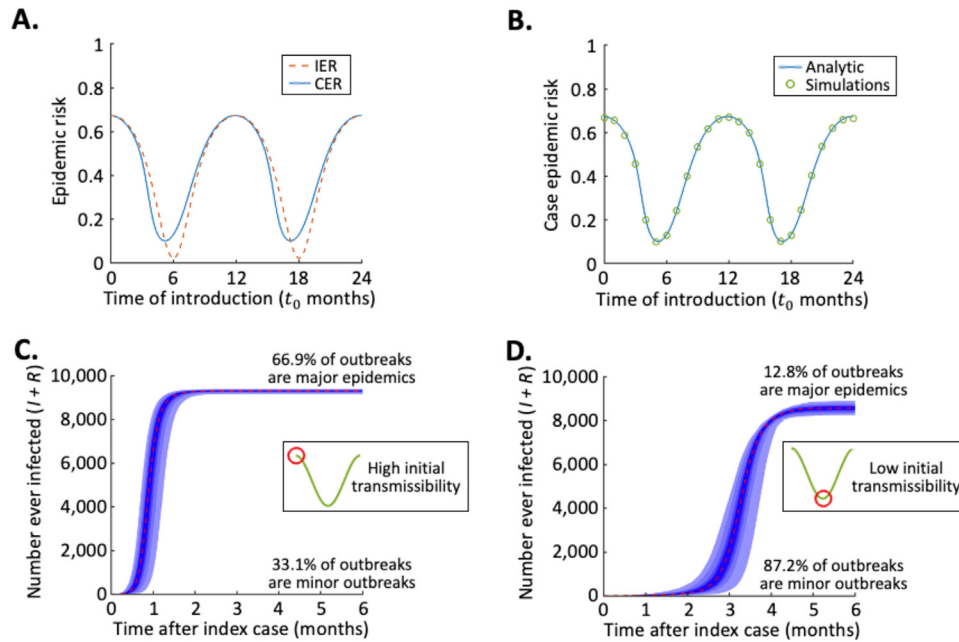 A.
Epidemic risk
1
0.8
0.6
0.4
0.2
0
IER
CER
0 6 12 18 24
Time of introduction (t₀ months)
B.
Case epidemic risk
1
0.8
0.6
0.4
0.2
0
Analytic
Simulations
0 6 12 18 24
Time of introduction (t₀ months)
C.
Number ever infected (I + R)
10,000
8,000
6,000
4,000
2,000
0
66.9% of outbreaks
are major epidemics
High initial
transmissibility
33.1% of outbreaks
are minor outbreaks
0 1 2 3 4 5 6
Time after index case (months)
D.
Number ever infected (I + R)
10,000
8,000
6,000
4,000
2,000
0
12.8% of outbreaks
are major epidemics
Low initial
transmissibility
87.2% of outbreaks
are minor outbreaks
0 1 2 3 4 5 6
Time after index case (months)